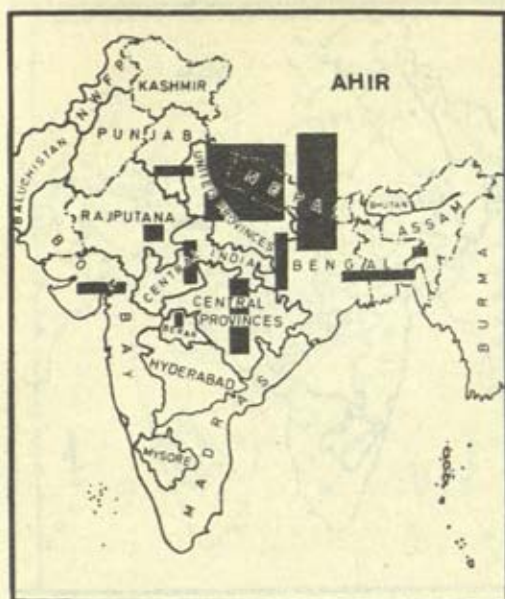 AHIR
KASHMIR
N.W.F.P.
PUNJAB
BALUCHISTAN
UNITED PROVINCES
NEPAL
BHUTAN
ASSAM
RAJPUTANA
CENTRAL INDIA
BENGAL
BOMBAY
CENTRAL PROVINCES
BERAR
BURMA
HYDERABAD
MADRAS
MYSORE